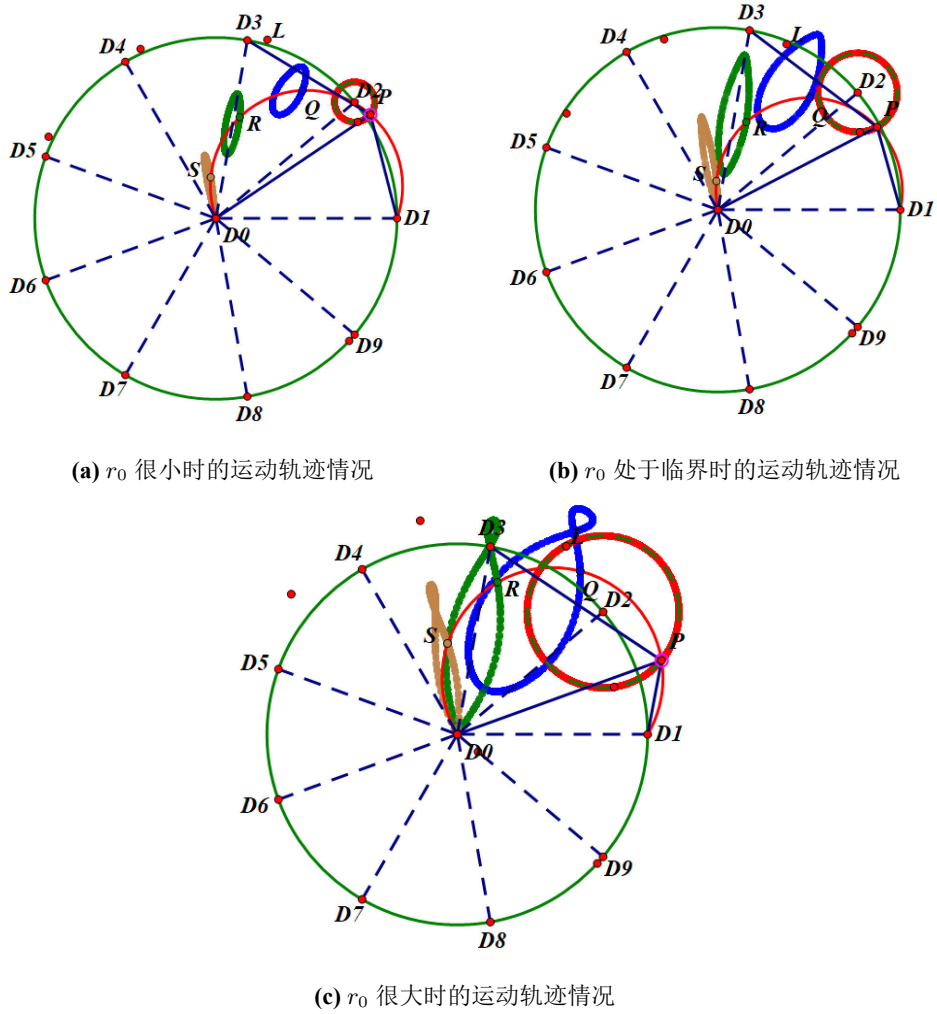 D3 L
D4
D2
P
Q
R
D5
S
D1
D0
D6
D9
D7
D8
(a) r₀ 很小时的运动轨迹情况
D3
L
D4
D2
P
Q
R
D5
S
D1
D0
D6
D9
D7
D8
(b) r₀ 处于临界时的运动轨迹情况
D3
D4
R
Q
D2
S
P
D5
D1
D0
D6
D9
D7
D8
(c) r₀ 很大时的运动轨迹情况